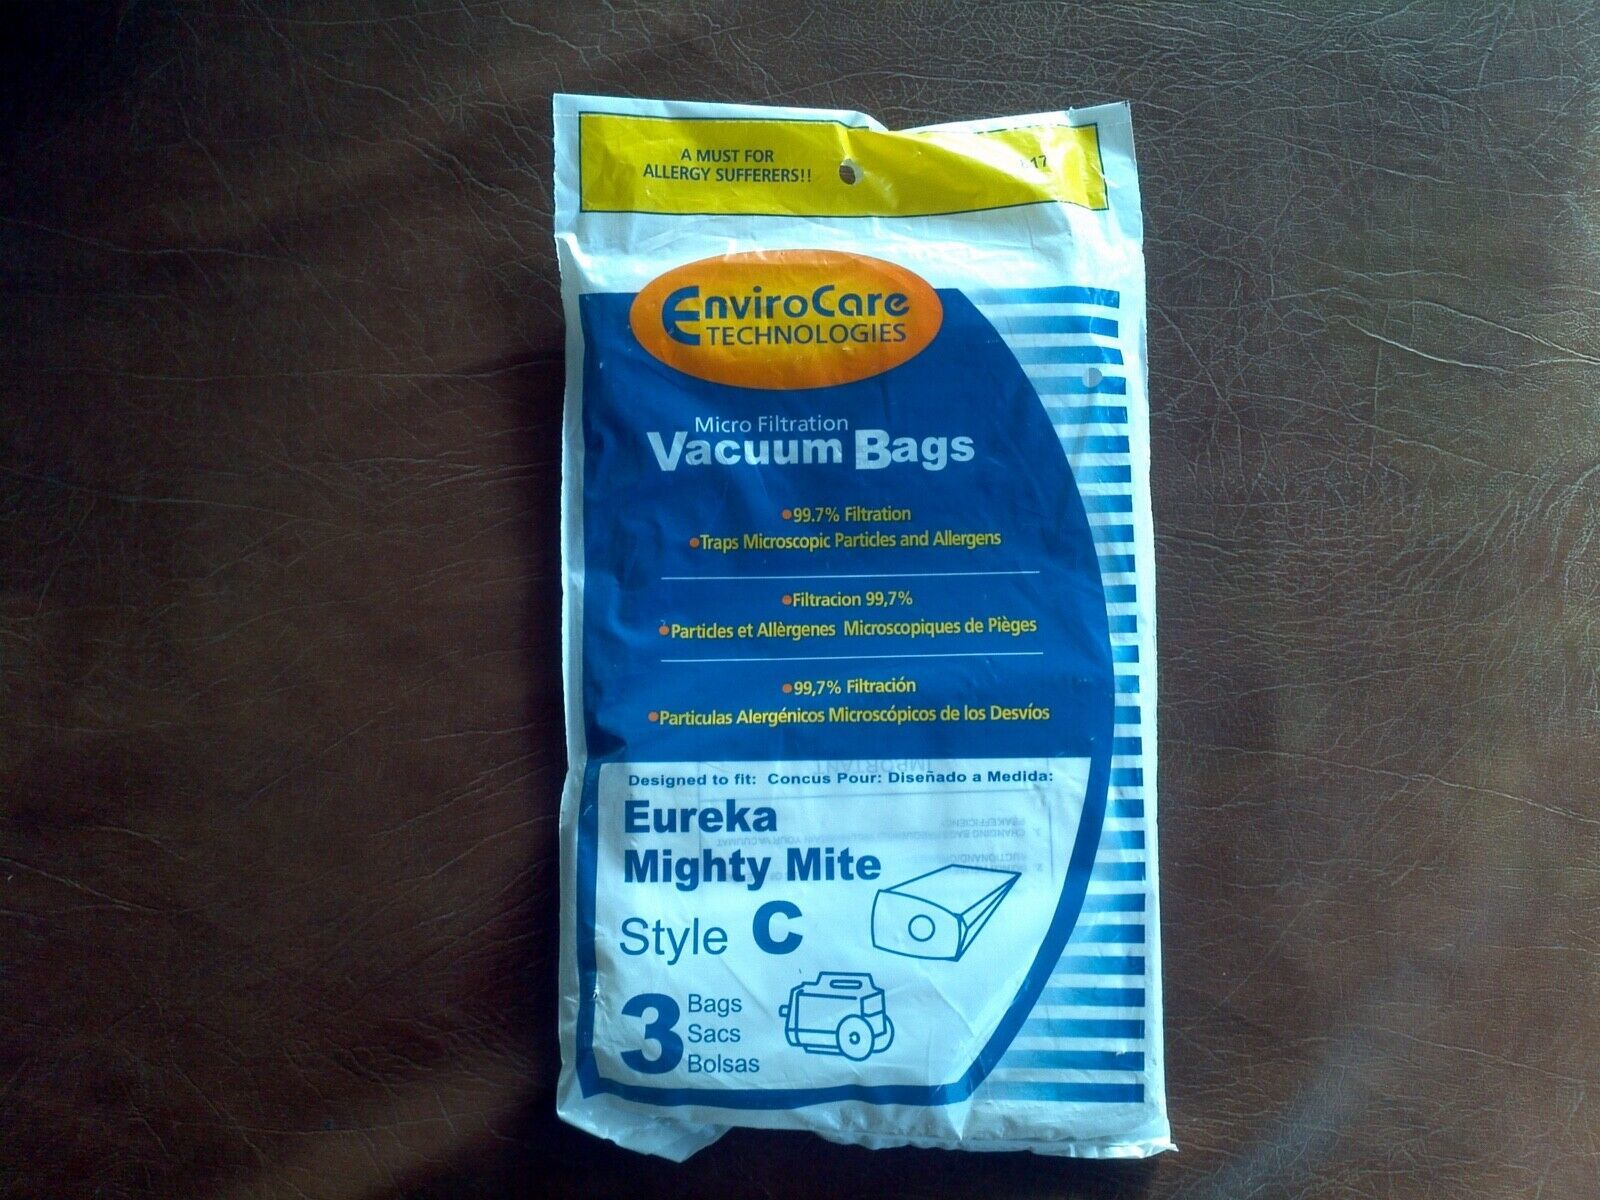 A MUST FOR
ALLERGY SUFFERERS!!
EnviroCare
TECHNOLOGIES
Micro Filtration
Vacuum Bags
•99.7% Filtration
•Traps Microscopic Particles and Allergens
•Filtracion 99,7%
•Particles et Allèrgenes Microscopiques de Pièges
•99,7% Filtración
•Particulas Alergénicos Microscópicos de los Desvíos
IMPORTANT
Designed to fit: Concus Pour: Diseñado a Medida:
Eureka
Mighty Mite
Style C
3 Bags
Sacs
Bolsas